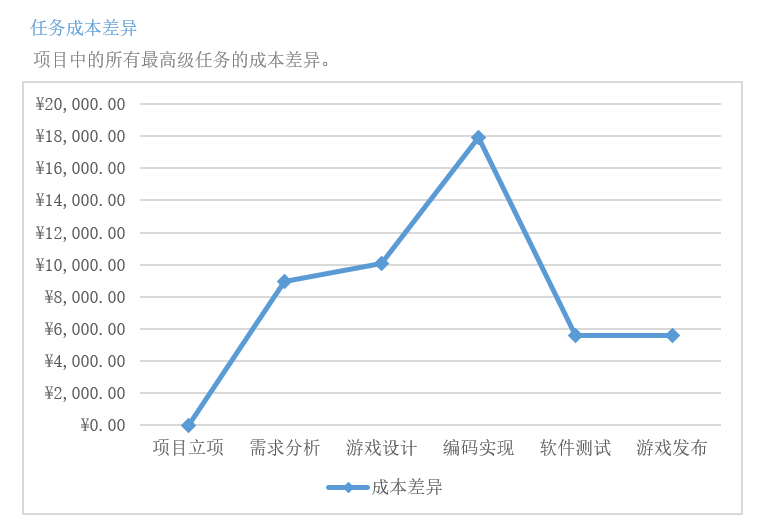 任务成本差异
项目中的所有最高级任务的成本差异。
¥20,000.00
¥18,000.00
¥16,000.00
¥14,000.00
¥12,000.00
¥10,000.00
¥8,000.00
¥6,000.00
¥4,000.00
¥2,000.00
¥0.00
项目立项 需求分析 游戏设计 编码实现 软件测试 游戏发布
成本差异